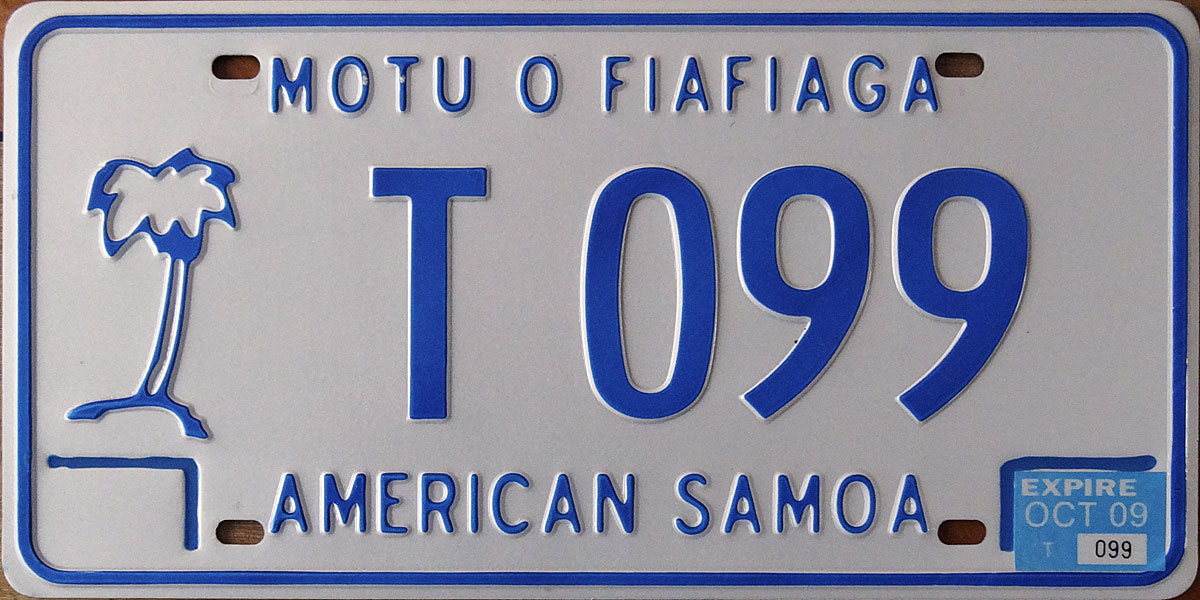 MOTU O FIAFIAGA
T 099
AMERICAN SAMOA
EXPIRE
OCT 09
T 099